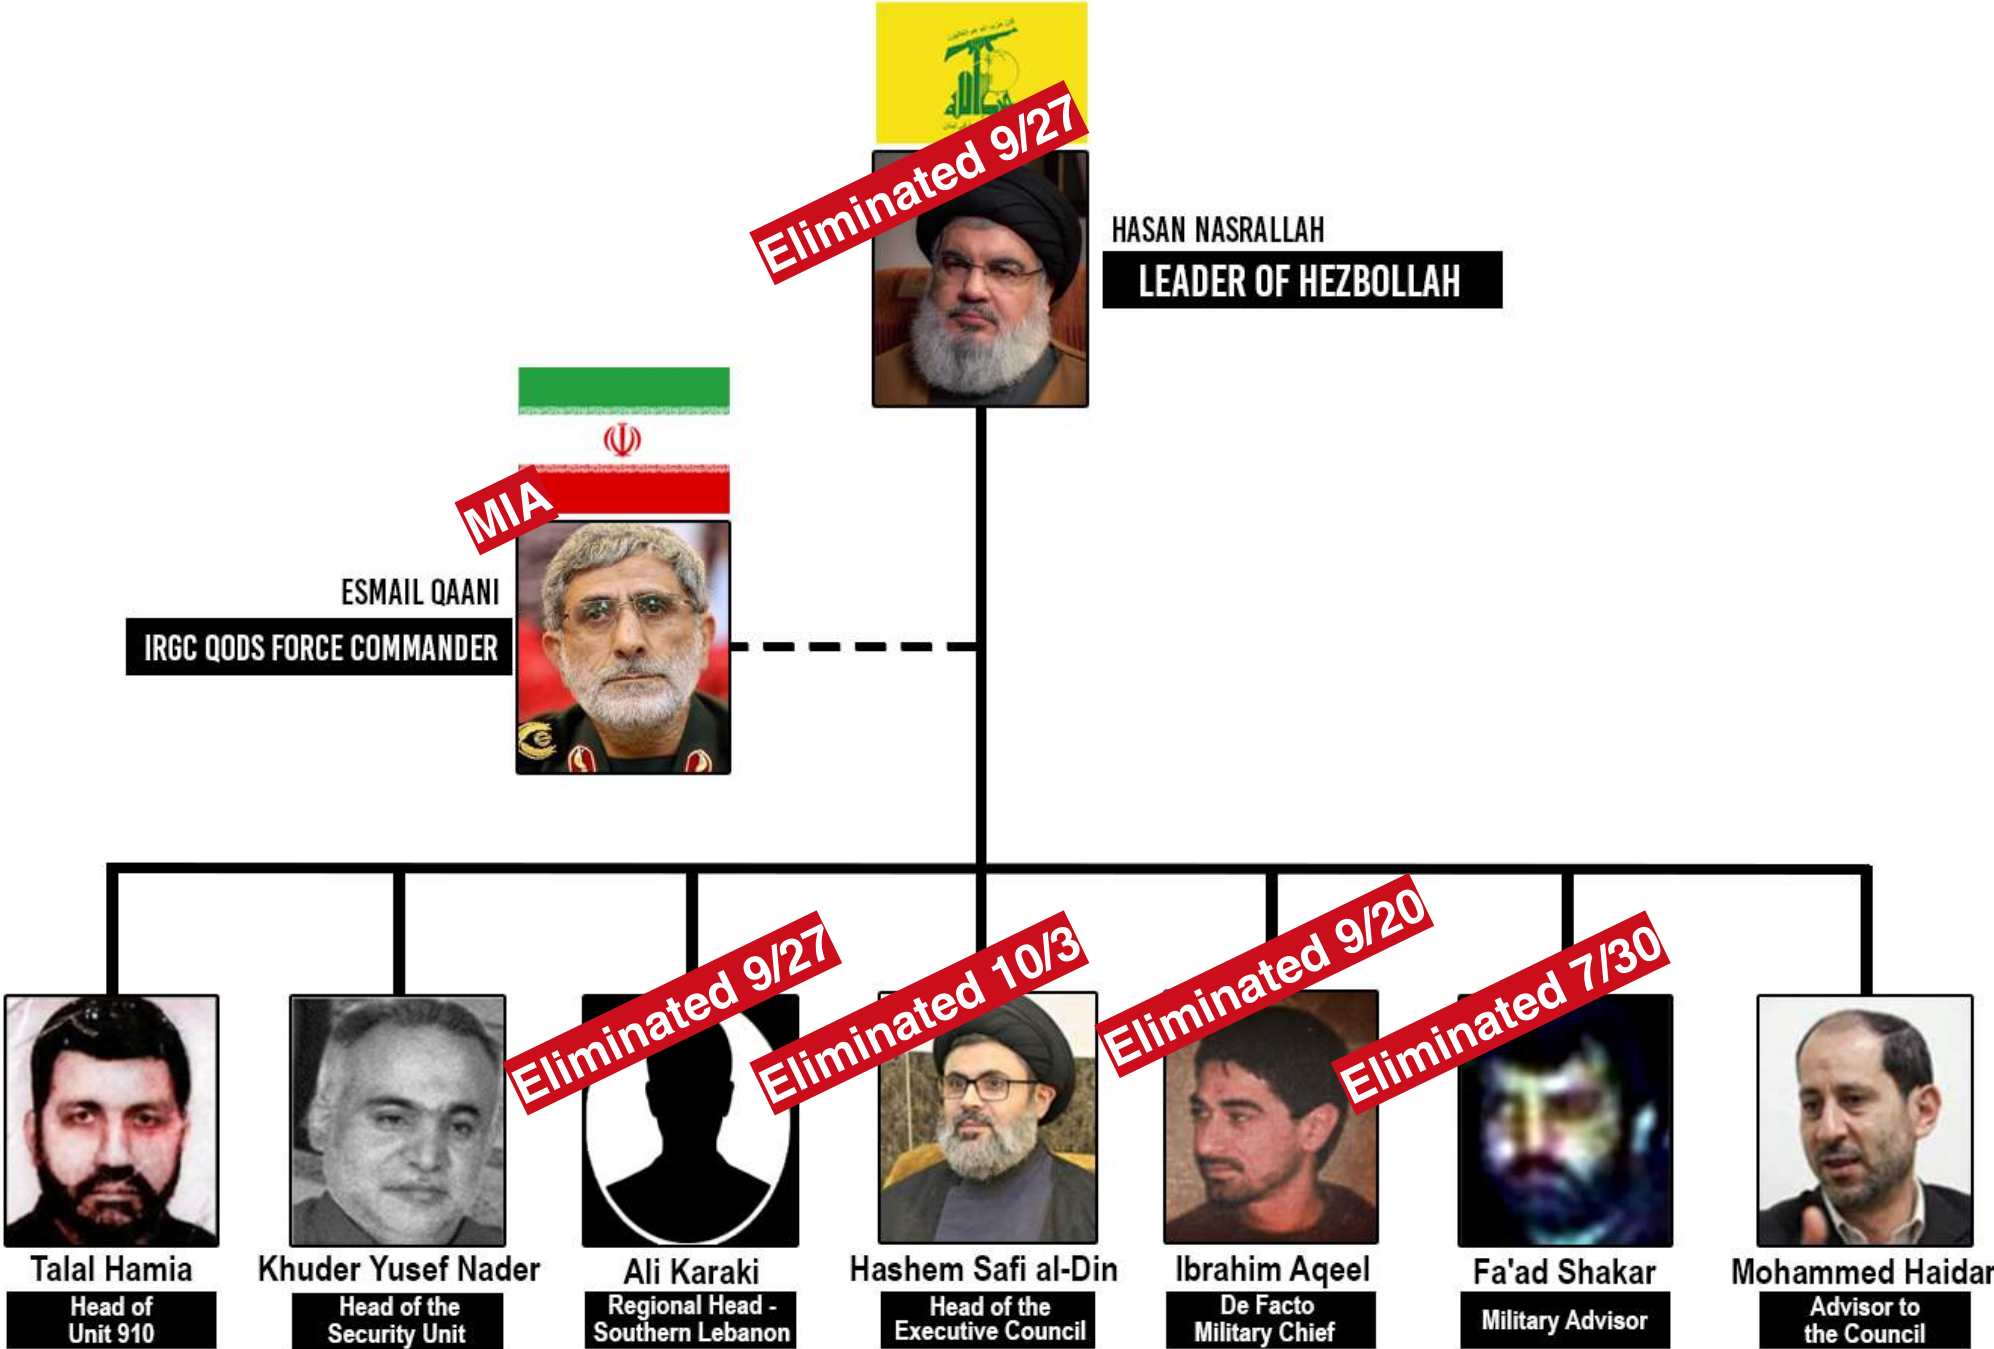 Eliminated 9/27
HASAN NASRALLAH
LEADER OF HEZBOLLAH
MIA
ESMAIL QAANI
IRGC QODS FORCE COMMANDER
Eliminated 9/27
Eliminated 10/3
Eliminated 9/20
Eliminated 7/30
Talal Hamia
Head of
Unit 910
Khuder Yusef Nader
Head of the
Security Unit
Ali Karaki
Regional Head -
Southern Lebanon
Hashem Safi al-Din
Head of the
Executive Council
Ibrahim Aqeel
De Facto
Military Chief
Fa'ad Shakar
Military Advisor
Mohammed Haidar
Advisor to
the Council